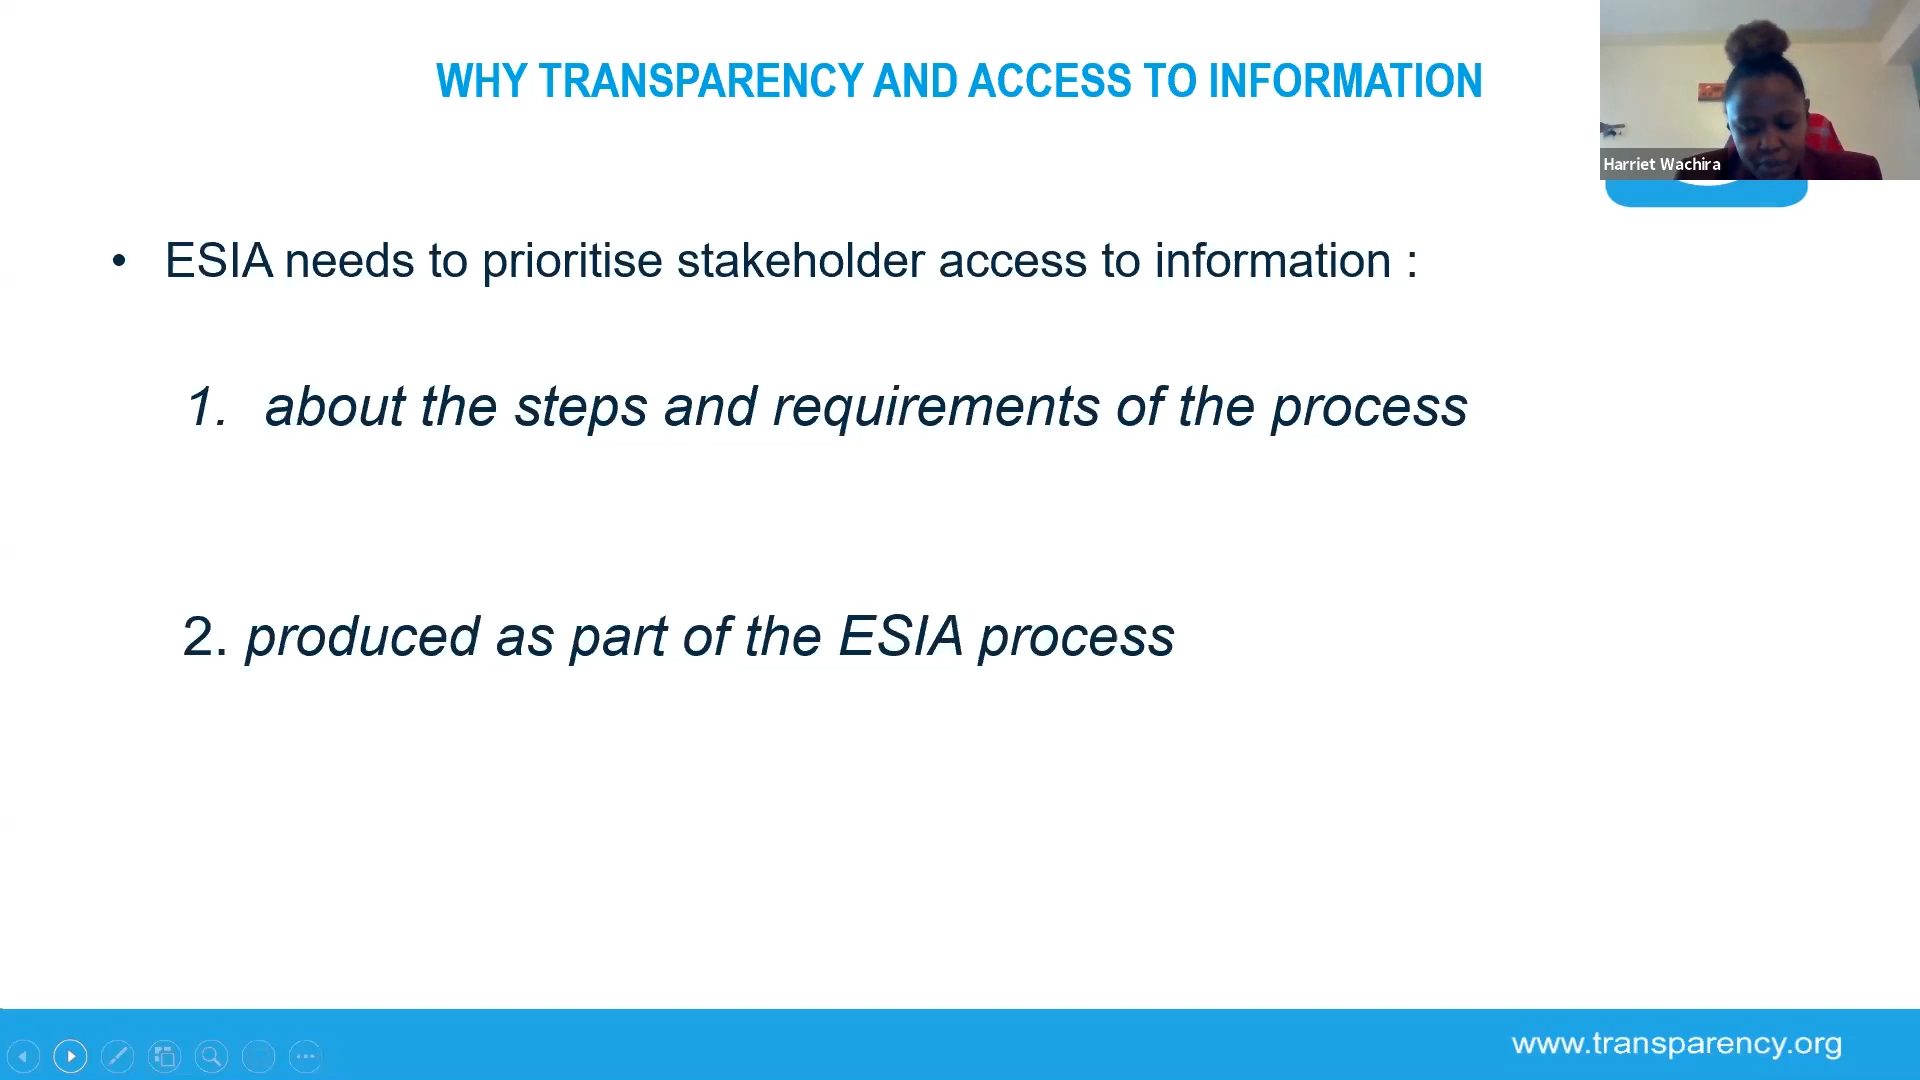 WHY TRANSPARENCY AND ACCESS TO INFORMATION
Harriet Wachira
• ESIA needs to prioritise stakeholder access to information :
1. about the steps and requirements of the process
2. produced as part of the ESIA process
www.transparency.org